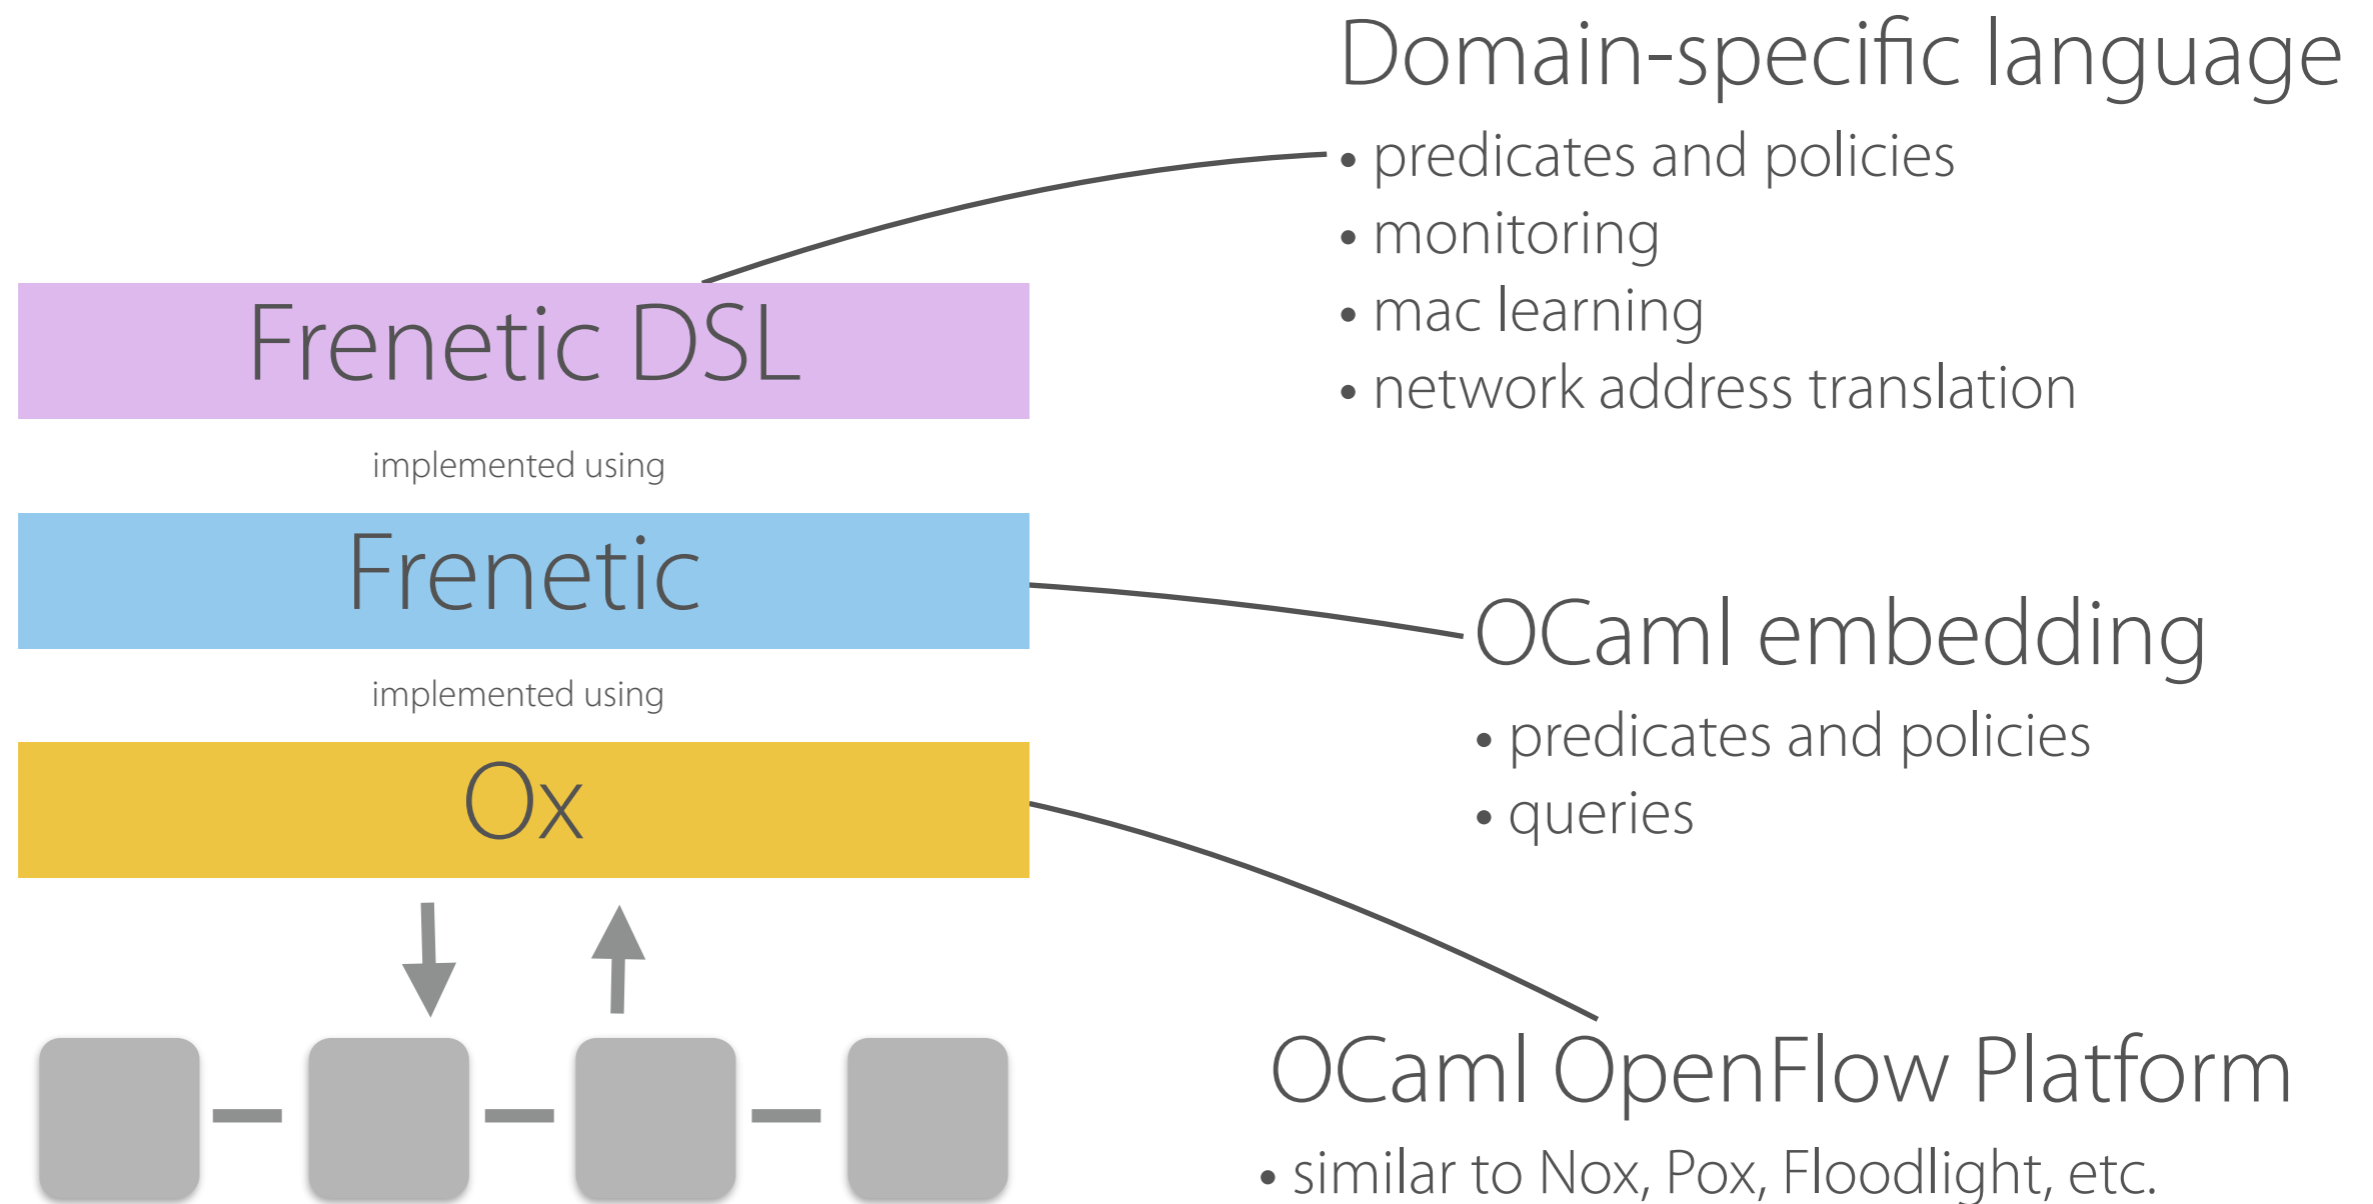 Domain-specific language
• predicates and policies
• monitoring
• mac learning
• network address translation
Frenetic DSL
implemented using
Frenetic
implemented using
Ox
OCaml embedding
• predicates and policies
• queries
OCaml OpenFlow Platform
• similar to Nox, Pox, Floodlight, etc.